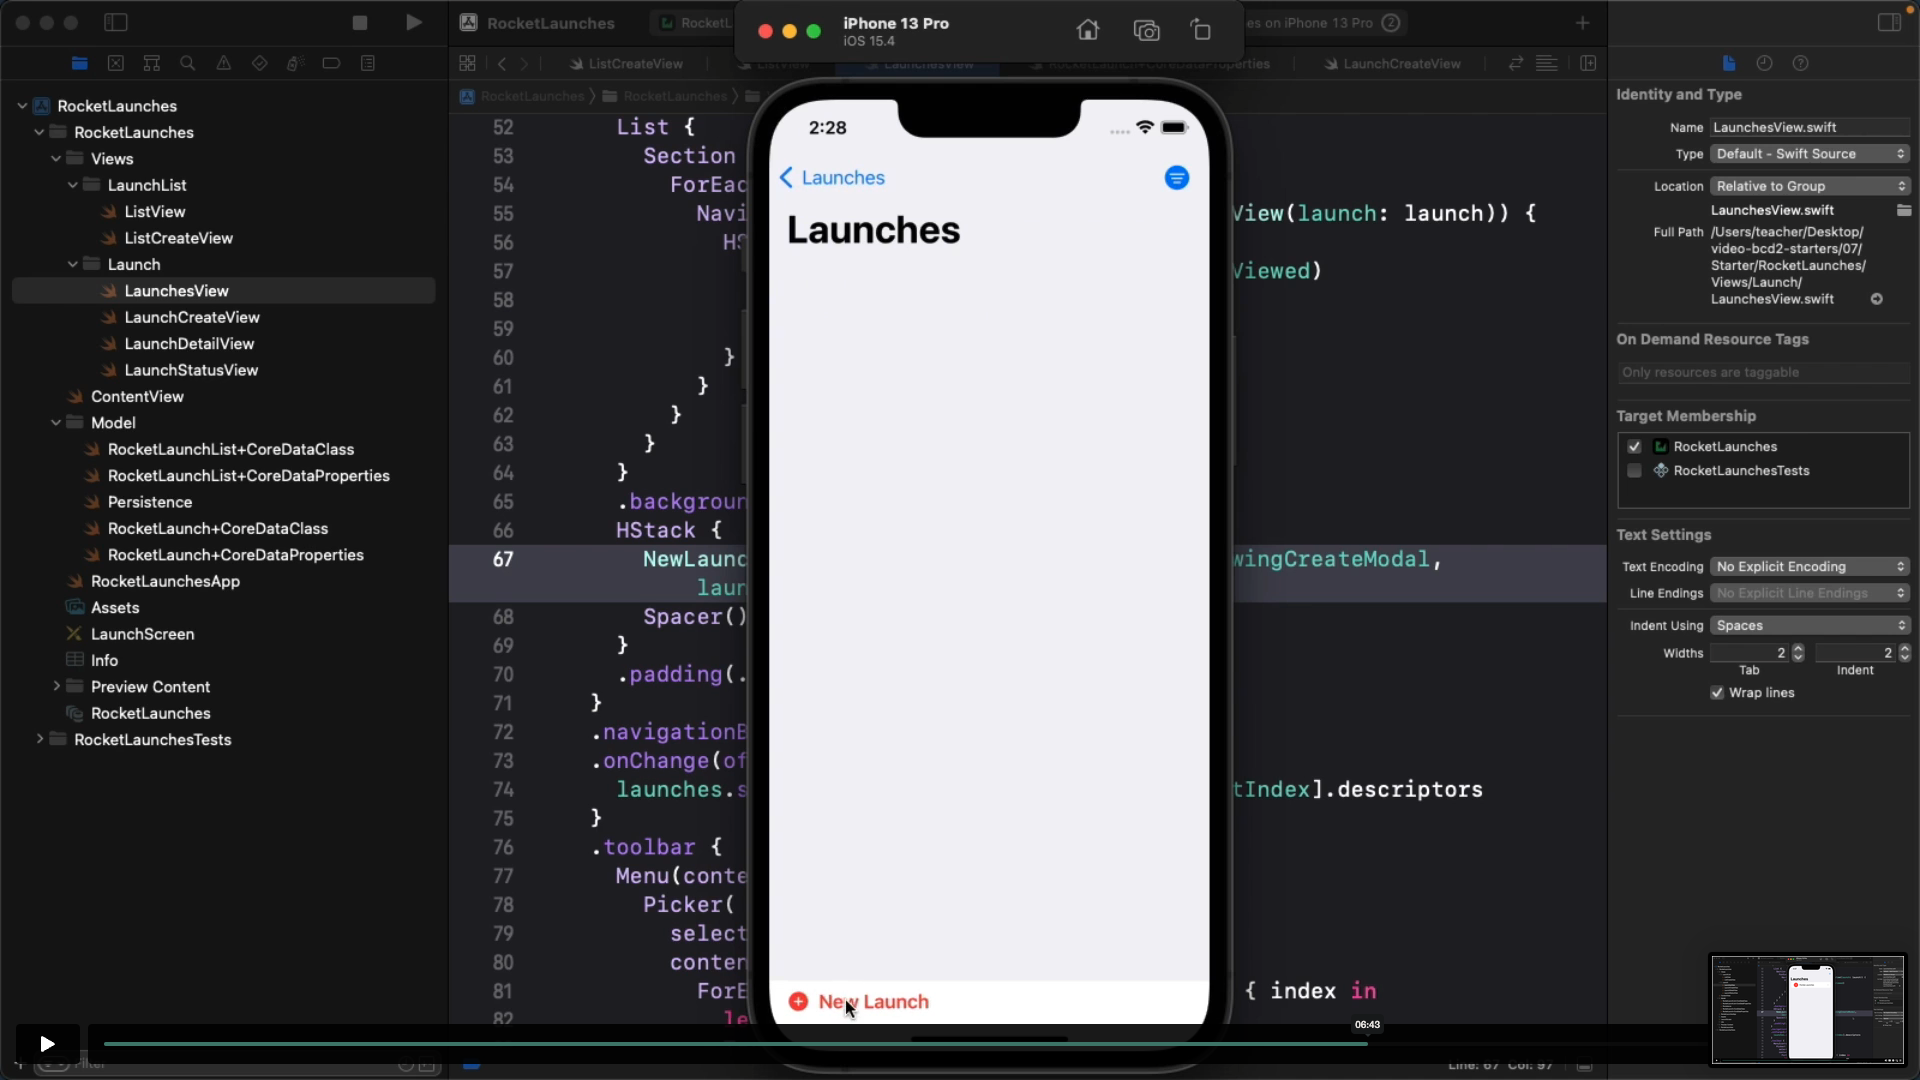 RocketLaunches
RocketL
iPhone 13 Pro
iOS 15.4
es on iPhone 13 Pro
2
ListCreateView
LaunchesView
LaunchCreateView
RocketLaunches
RocketLaunches
RocketLaunches
RocketLaunches
Views
LaunchList
ListView
ListCreateView
Launch
LaunchesView
LaunchCreateView
LaunchDetailView
LaunchStatusView
ContentView
Model
RocketLaunchList+CoreDataClass
RocketLaunchList+CoreDataProperties
Persistence
RocketLaunch+CoreDataClass
RocketLaunch+CoreDataProperties
RocketLaunchesApp
Assets
LaunchScreen
Info
Preview Content
RocketLaunches
RocketLaunchesTests
Filter
52 List {
53 Section
54 ForEac
55 Navi View(launch: launch)) {
56 HS
57 Viewed)
58
59
60 }
61 }
62 }
63 }
64 }
65 .backgroun
66 HStack {
67 NewLaunc wingCreateModal,
laun
68 Spacer()
69 }
70 .padding(.
71 }
72 .navigationB
73 .onChange(of
74 launches.s tIndex].descriptors
75 }
76 .toolbar {
77 Menu(conte
78 Picker(
79 select
80 conten
81 ForE { index in
82 le
2:28
Launches
Launches
New Launch
Identity and Type
Name LaunchesView.swift
Type Default - Swift Source
Location Relative to Group
LaunchesView.swift
Full Path /Users/teacher/Desktop/
video-bcd2-starters/07/
Starter/RocketLaunches/
Views/Launch/
LaunchesView.swift
On Demand Resource Tags
Only resources are taggable
Target Membership
RocketLaunches
RocketLaunchesTests
Text Settings
Text Encoding No Explicit Encoding
Line Endings No Explicit Line Endings
Indent Using Spaces
Widths 2 2
Tab Indent
Wrap lines
06:43
Line: 67 Col: 97